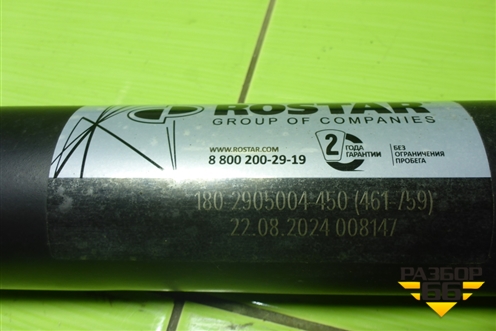 ROSTAR
GROUP OF COMPANIES
WWW.ROSTAR.COM
8 800 200-29-19
2 ГОДА ГАРАНТИИ
БЕЗ ОГРАНИЧЕНИЯ ПРОБЕГА
180-2905004-450 (461-759)
22.08.2024 008147
РАЗБОР
66